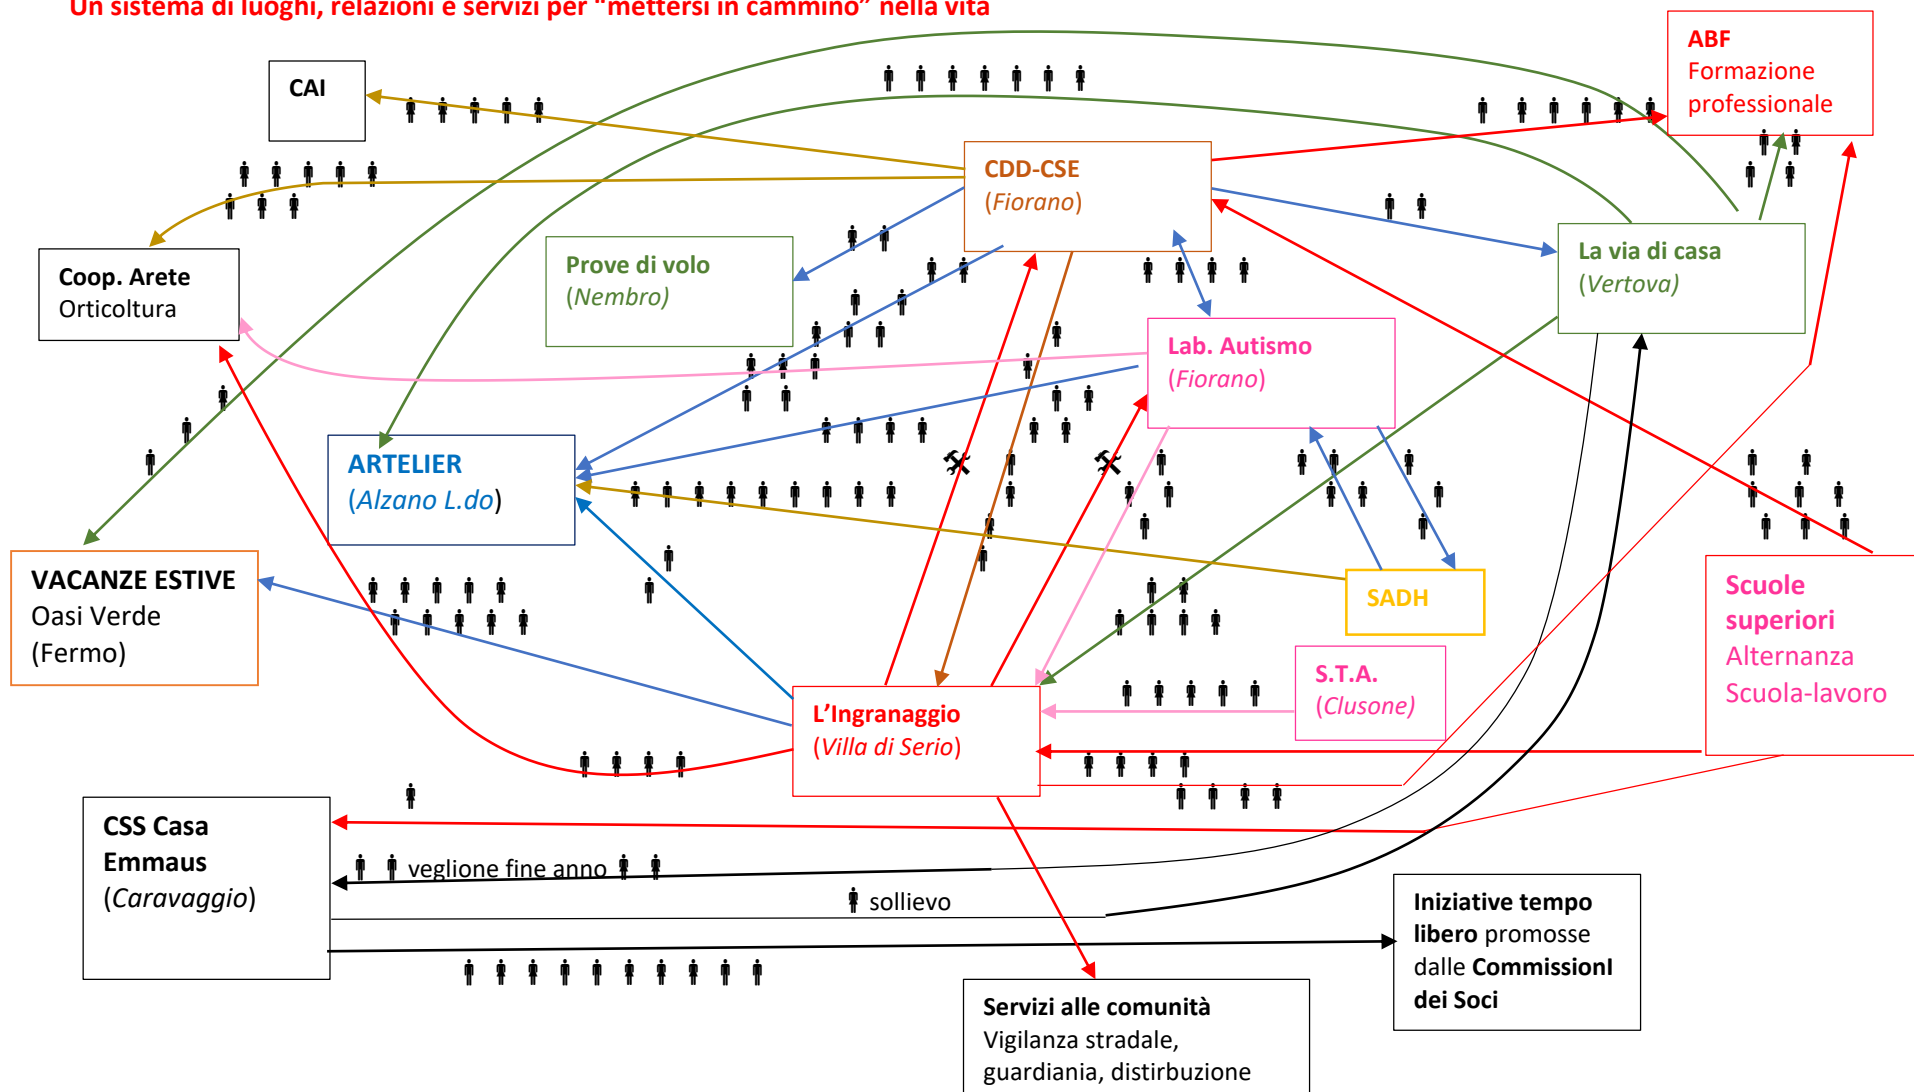 Un sistema di luoghi, relazioni e servizi per “mettersi in cammino” nella vita
ABF
Formazione
professionale
CAI
CDD-CSE
(Fiorano)
La via di casa
(Vertova)
Prove di volo
(Nembro)
Coop. Arete
Orticoltura
Lab. Autismo
(Fiorano)
ARTELIER
(Alzano L.do)
VACANZE ESTIVE
Oasi Verde
(Fermo)
SADH
Scuole
superiori
Alternanza
Scuola-lavoro
S.T.A.
(Clusone)
L’Ingranaggio
(Villa di Serio)
CSS Casa
Emmaus
(Caravaggio)
veglione fine anno
sollievo
Iniziative tempo
libero promosse
dalle CommissionI
dei Soci
Servizi alle comunità
Vigilanza stradale,
guardiania, distirbuzione